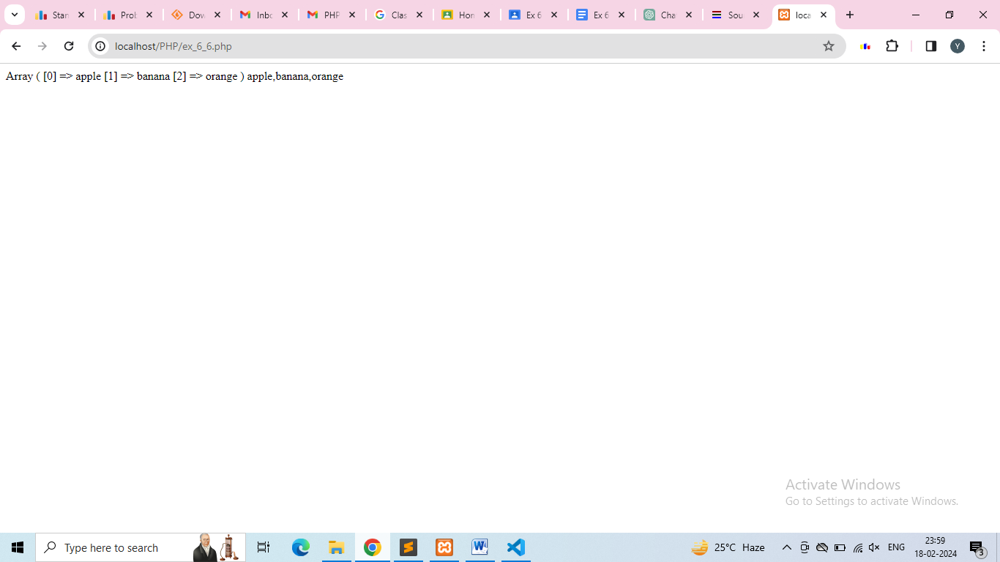 Star
Prob
Dow
Inbo
PHP
Clas
Hon
Ex 6
Ex 6
Cha
Sou
loca
localhost/PHP/ex_6_6.php
Y
Array ( [0] => apple [1] => banana [2] => orange ) apple,banana,orange
Activate Windows
Go to Settings to activate Windows.
Type here to search
25°C Haze
ENG
23:59
18-02-2024
3